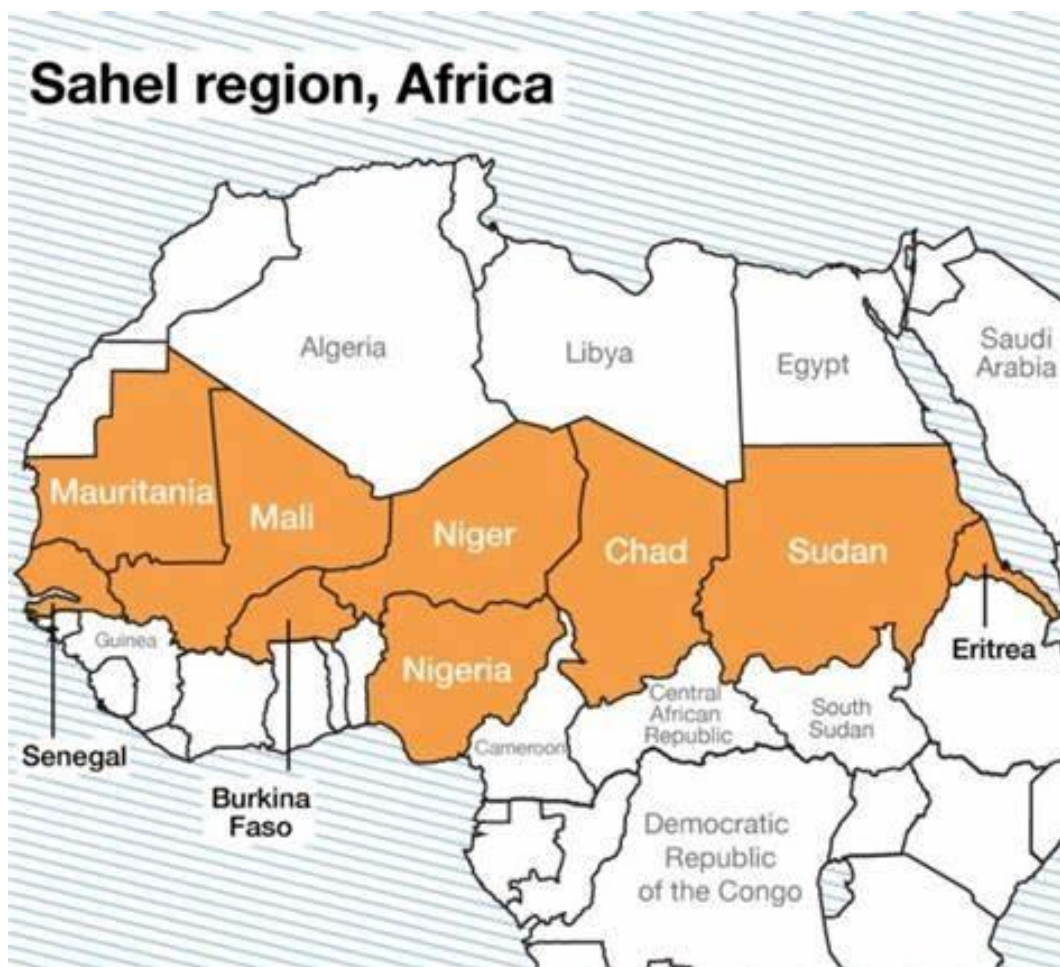 Sahel region, Africa
Algeria
Libya
Egypt
Saudi
Arabia
Mauritania
Mali
Niger
Chad
Sudan
Guinea
Nigeria
Eritrea
Senegal
Burkina
Faso
Cameroon
Central
African
Republic
South
Sudan
Democratic
Republic
of the Congo